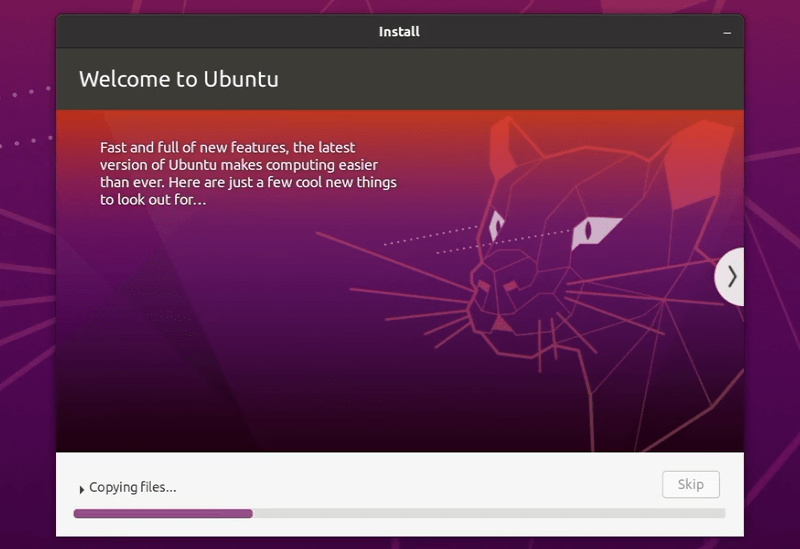 Install
Welcome to Ubuntu
Fast and full of new features, the latest
version of Ubuntu makes computing easier
than ever. Here are just a few cool new things
to look out for…
Copying files...
Skip